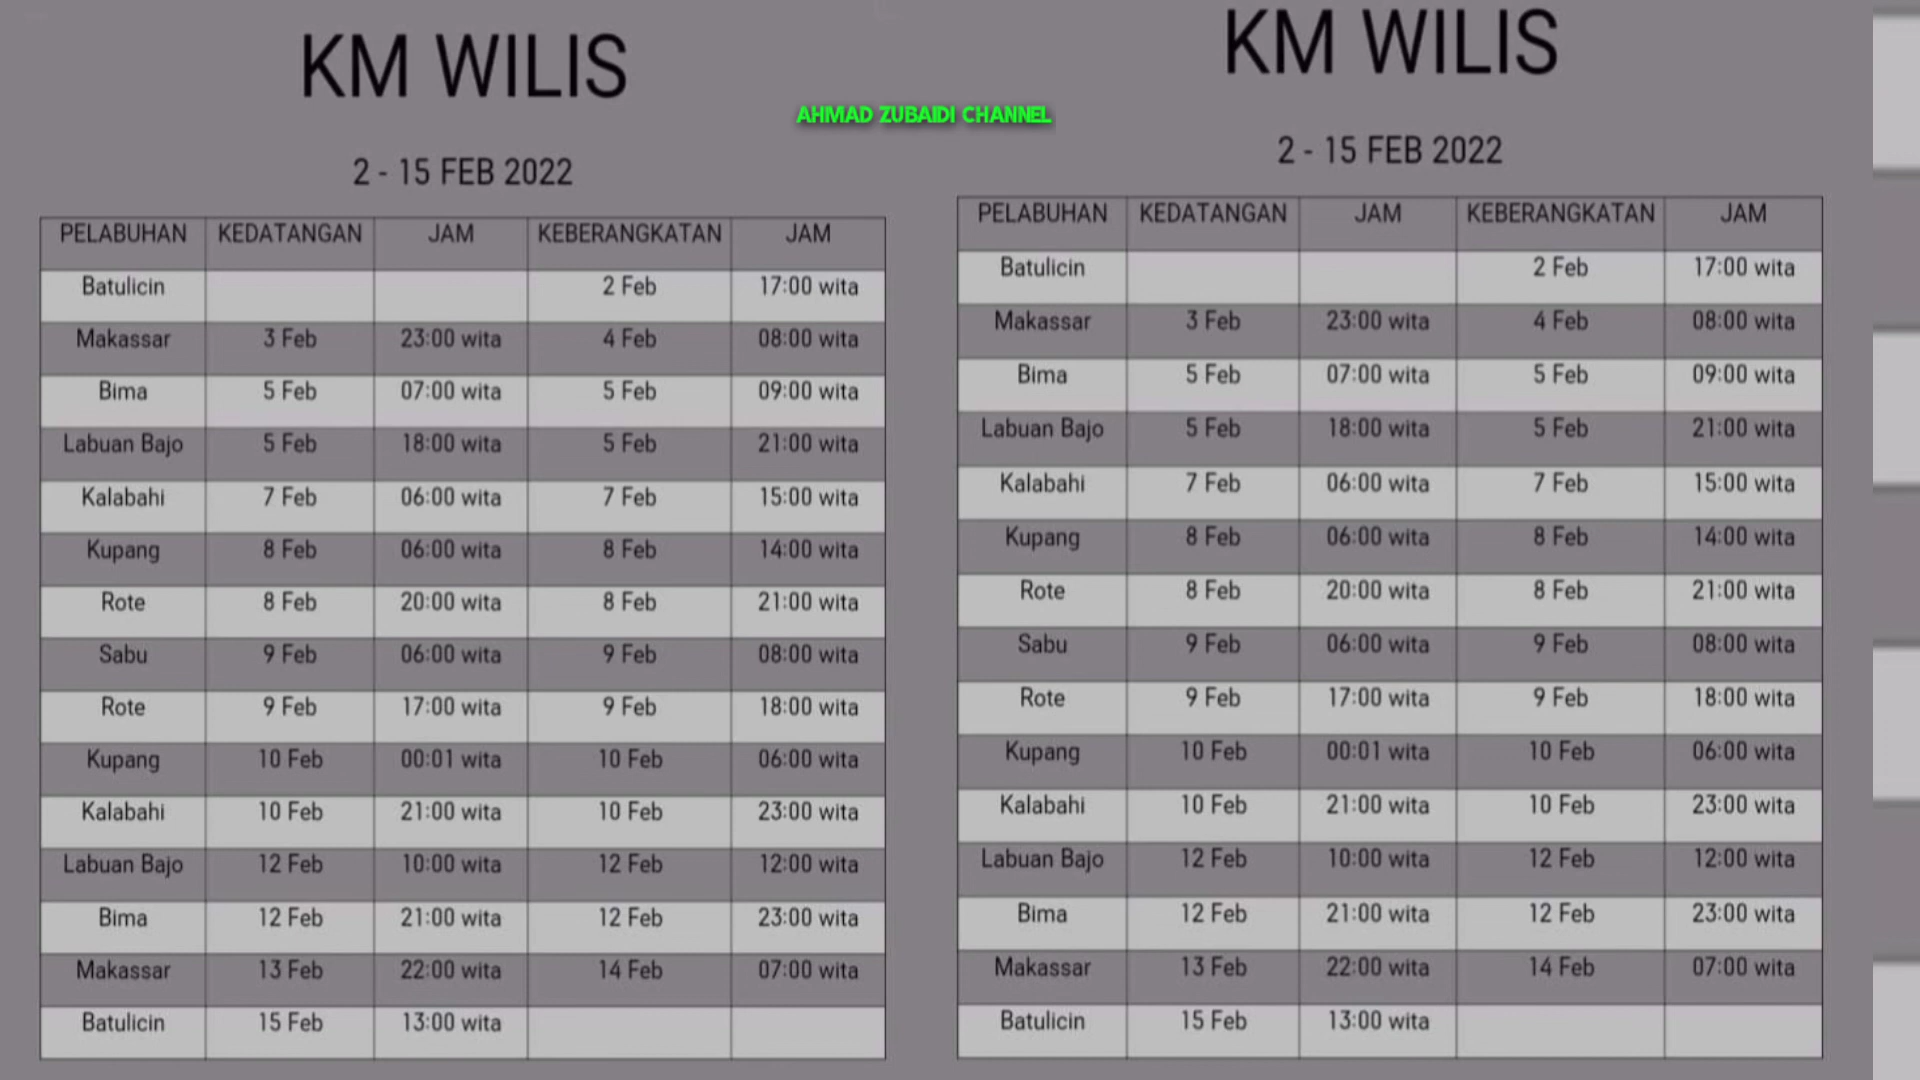 KM WILIS
2 - 15 FEB 2022
PELABUHAN KEDATANGAN JAM KEBERANGKATAN JAM
Batulicin 2 Feb 17:00 wita
Makassar 3 Feb 23:00 wita 4 Feb 08:00 wita
Bima 5 Feb 07:00 wita 5 Feb 09:00 wita
Labuan Bajo 5 Feb 18:00 wita 5 Feb 21:00 wita
Kalabahi 7 Feb 06:00 wita 7 Feb 15:00 wita
Kupang 8 Feb 06:00 wita 8 Feb 14:00 wita
Rote 8 Feb 20:00 wita 8 Feb 21:00 wita
Sabu 9 Feb 06:00 wita 9 Feb 08:00 wita
Rote 9 Feb 17:00 wita 9 Feb 18:00 wita
Kupang 10 Feb 00:01 wita 10 Feb 06:00 wita
Kalabahi 10 Feb 21:00 wita 10 Feb 23:00 wita
Labuan Bajo 12 Feb 10:00 wita 12 Feb 12:00 wita
Bima 12 Feb 21:00 wita 12 Feb 23:00 wita
Makassar 13 Feb 22:00 wita 14 Feb 07:00 wita
Batulicin 15 Feb 13:00 wita
AHMAD ZUBAIDI CHANNEL
KM WILIS
2 - 15 FEB 2022
PELABUHAN KEDATANGAN JAM KEBERANGKATAN JAM
Batulicin 2 Feb 17:00 wita
Makassar 3 Feb 23:00 wita 4 Feb 08:00 wita
Bima 5 Feb 07:00 wita 5 Feb 09:00 wita
Labuan Bajo 5 Feb 18:00 wita 5 Feb 21:00 wita
Kalabahi 7 Feb 06:00 wita 7 Feb 15:00 wita
Kupang 8 Feb 06:00 wita 8 Feb 14:00 wita
Rote 8 Feb 20:00 wita 8 Feb 21:00 wita
Sabu 9 Feb 06:00 wita 9 Feb 08:00 wita
Rote 9 Feb 17:00 wita 9 Feb 18:00 wita
Kupang 10 Feb 00:01 wita 10 Feb 06:00 wita
Kalabahi 10 Feb 21:00 wita 10 Feb 23:00 wita
Labuan Bajo 12 Feb 10:00 wita 12 Feb 12:00 wita
Bima 12 Feb 21:00 wita 12 Feb 23:00 wita
Makassar 13 Feb 22:00 wita 14 Feb 07:00 wita
Batulicin 15 Feb 13:00 wita